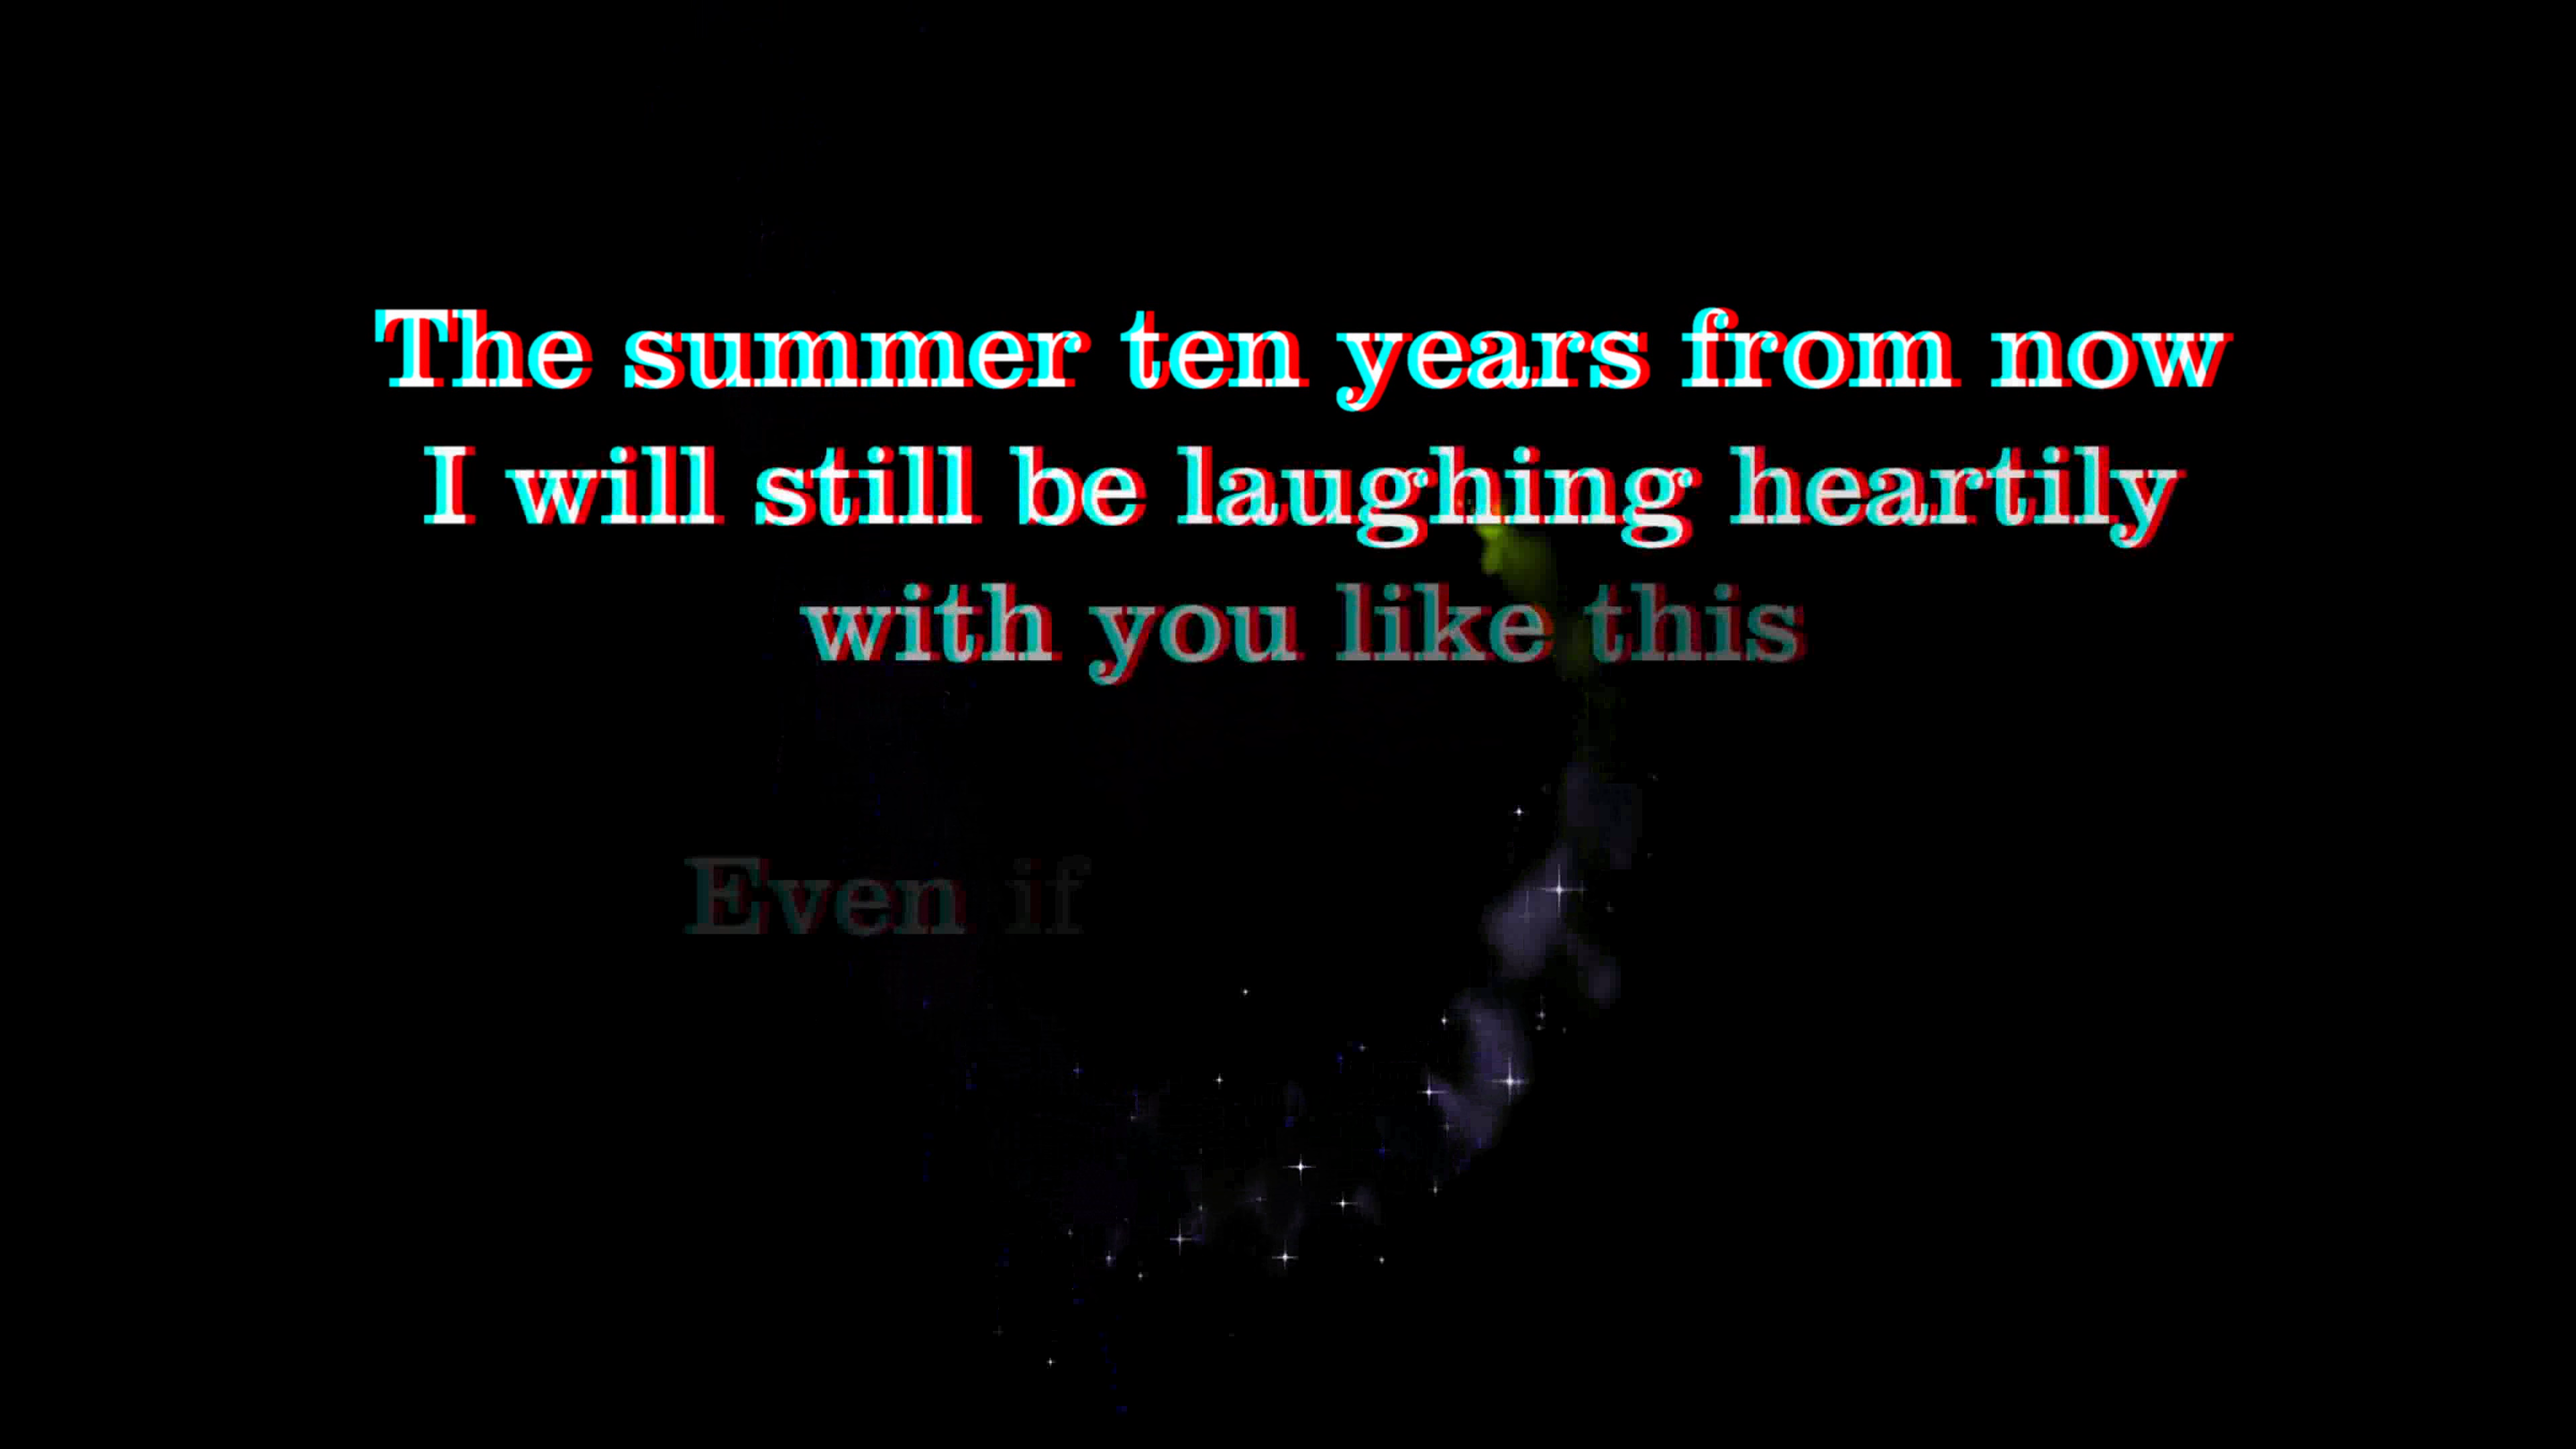 The summer ten years from now
I will still be laughing heartily
with you like this
Even if